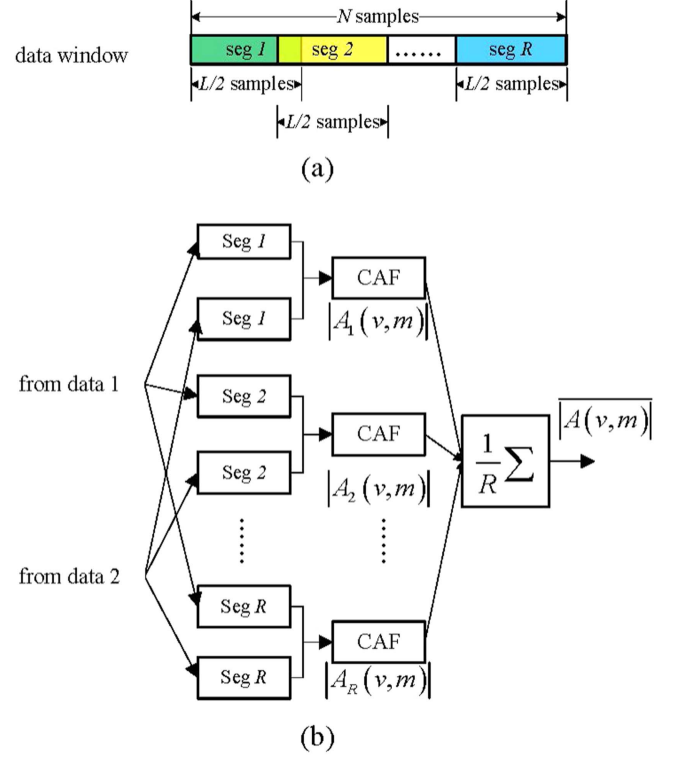 N samples
data window
seg 1 seg 2 ...... seg R
L/2 samples L/2 samples
L/2 samples
(a)
Seg 1
CAF
Seg 1
|A₁(v,m)|
from data 1
Seg 2
CAF
Seg 2
|A₂(v,m)|
1/R ∑
|A(v,m)|
from data 2
Seg R
CAF
Seg R
|A_R(v,m)|
(b)